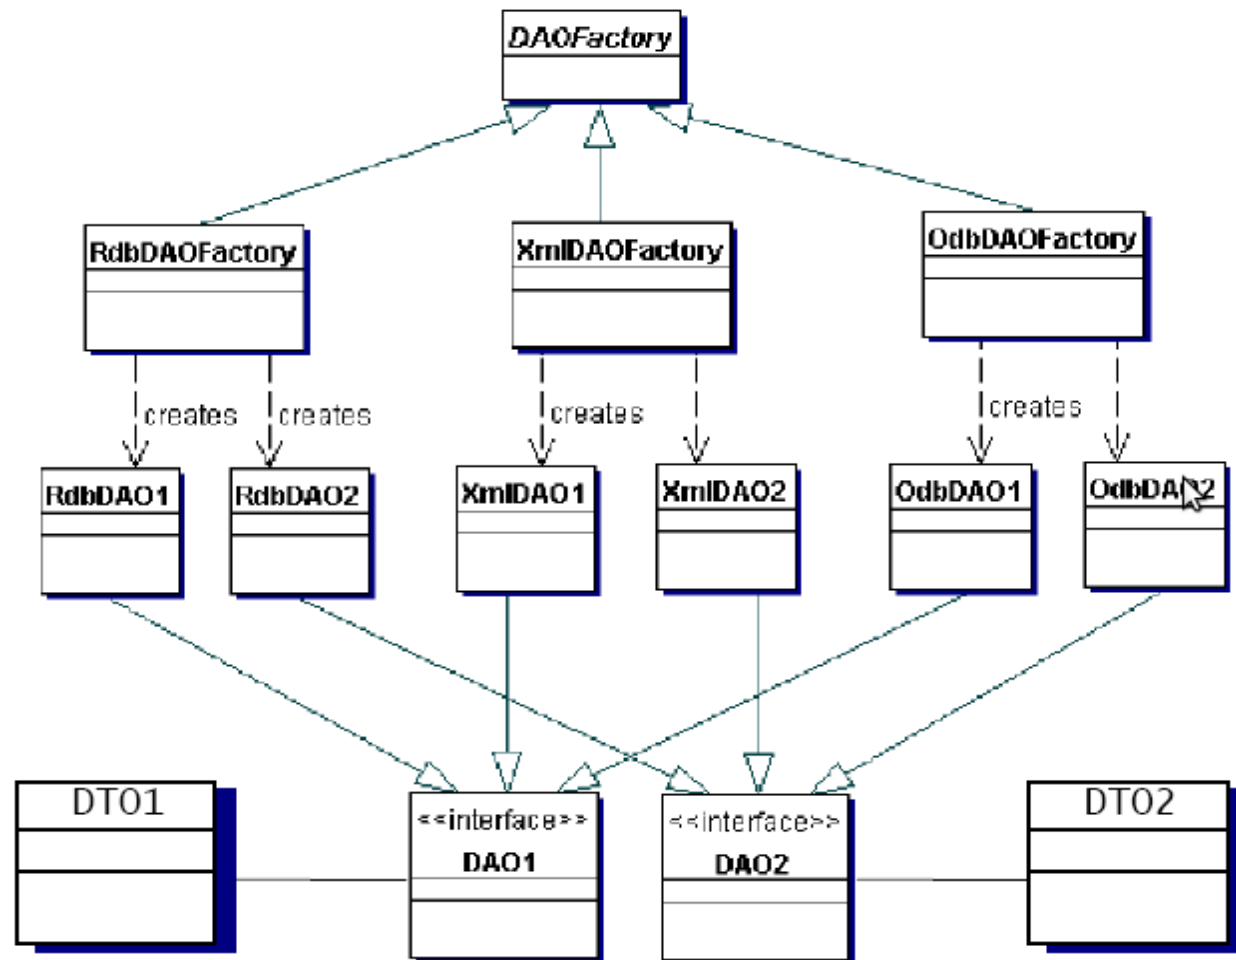 DAOFactory
RdbDAOFactory
XmlDAOFactory
OdbDAOFactory
creates
creates
creates
creates
RdbDAO1
RdbDAO2
XmlDAO1
XmlDAO2
OdbDAO1
OdbDAO2
DTO1
<<interface>>
DAO1
<<interface>>
DAO2
DTO2